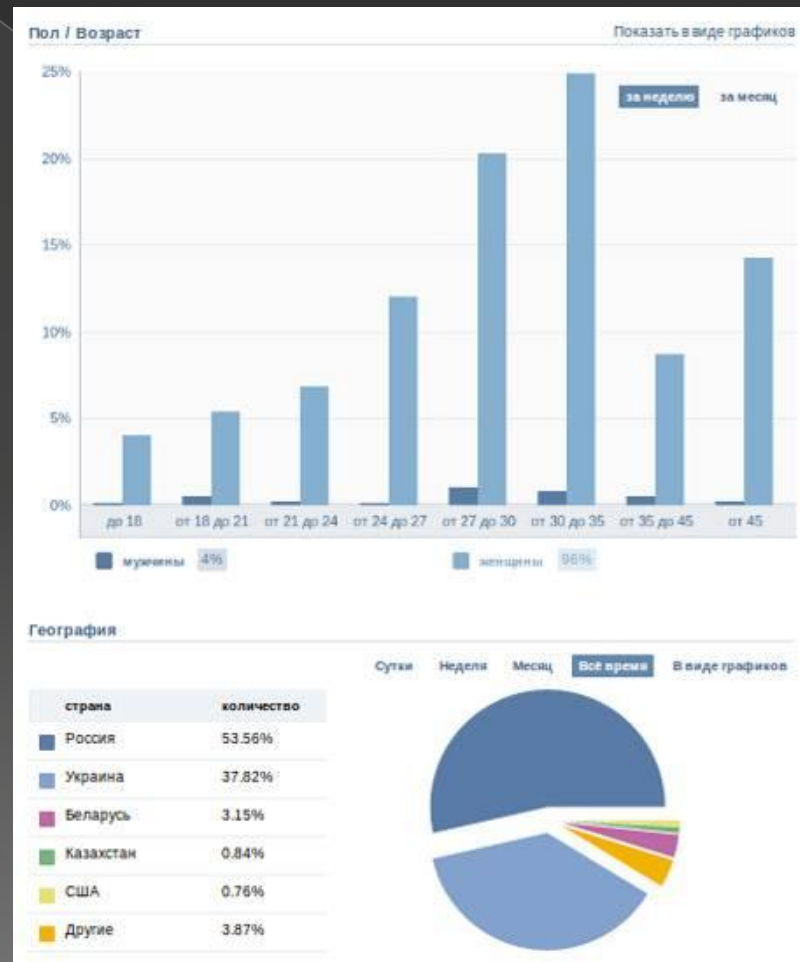 Пол / Возраст Показать в виде графиков
25%
за неделю за месяц
20%
15%
10%
5%
0%
до 18 от 18 до 21 от 21 до 24 от 24 до 27 от 27 до 30 от 30 до 35 от 35 до 45 от 45
мужчины 4% женщины 96%
География
Сутки Неделя Месяц Всё время В виде графиков
страна количество
Россия 53.56%
Украина 37.82%
Беларусь 3.15%
Казахстан 0.84%
США 0.76%
Другие 3.87%